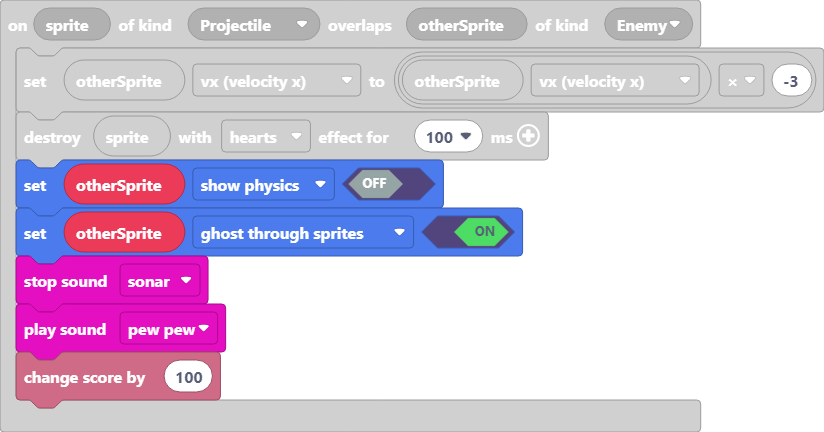 on sprite of kind Projectile overlaps otherSprite of kind Enemy
set otherSprite vx (velocity x) to otherSprite vx (velocity x) × -3
destroy sprite with hearts effect for 100 ms
set otherSprite show physics OFF
set otherSprite ghost through sprites ON
stop sound sonar
play sound pew pew
change score by 100